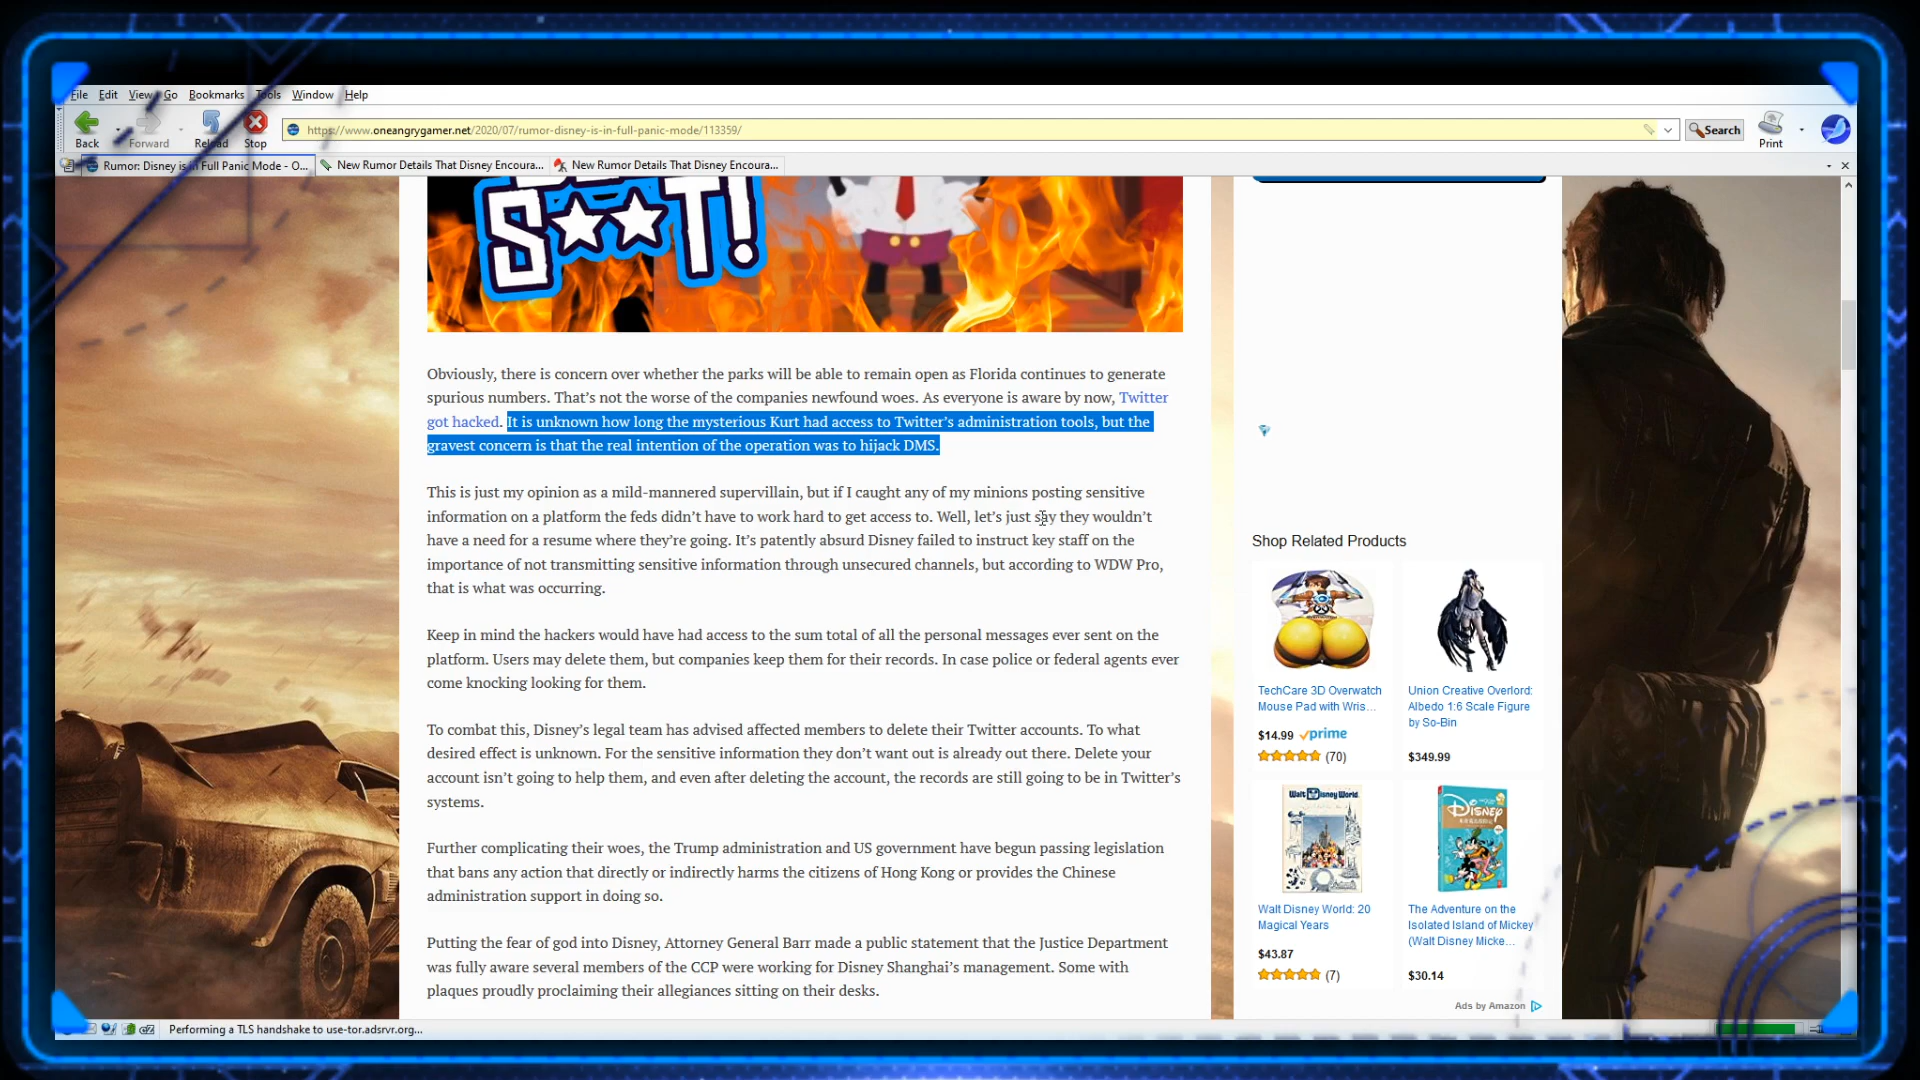 File Edit View Go Bookmarks Tools Window Help
Back Forward Reload Stop https://www.oneangrygamer.net/2020/07/rumor-disney-is-in-full-panic-mode/113359/ Search Print
Rumor: Disney is in Full Panic Mode - O... New Rumor Details That Disney Encoura... New Rumor Details That Disney Encoura...
S**T!
Obviously, there is concern over whether the parks will be able to remain open as Florida continues to generate
spurious numbers. That's not the worse of the companies newfound woes. As everyone is aware by now, Twitter
got hacked. It is unknown how long the mysterious Kurt had access to Twitter's administration tools, but the
gravest concern is that the real intention of the operation was to hijack DMS.
This is just my opinion as a mild-mannered supervillain, but if I caught any of my minions posting sensitive
information on a platform the feds didn't have to work hard to get access to. Well, let's just say they wouldn't
have a need for a resume where they're going. It's patently absurd Disney failed to instruct key staff on the
importance of not transmitting sensitive information through unsecured channels, but according to WDW Pro,
that is what was occurring.
Keep in mind the hackers would have had access to the sum total of all the personal messages ever sent on the
platform. Users may delete them, but companies keep them for their records. In case police or federal agents ever
come knocking looking for them.
To combat this, Disney's legal team has advised affected members to delete their Twitter accounts. To what
desired effect is unknown. For the sensitive information they don't want out is already out there. Delete your
account isn't going to help them, and even after deleting the account, the records are still going to be in Twitter's
systems.
Further complicating their woes, the Trump administration and US government have begun passing legislation
that bans any action that directly or indirectly harms the citizens of Hong Kong or provides the Chinese
administration support in doing so.
Putting the fear of god into Disney, Attorney General Barr made a public statement that the Justice Department
was fully aware several members of the CCP were working for Disney Shanghai's management. Some with
plaques proudly proclaiming their allegiances sitting on their desks.
Shop Related Products
TechCare 3D Overwatch
Mouse Pad with Wris...
$14.99 prime
(70)
Union Creative Overlord:
Albedo 1:6 Scale Figure
by So-Bin
$349.99
Walt Disney World
Walt Disney World: 20
Magical Years
$43.87
(7)
Disney
The Adventure on the
Isolated Island of Mickey
(Walt Disney Micke...
$30.14
Ads by Amazon
Performing a TLS handshake to use-tor.adsrvr.org...